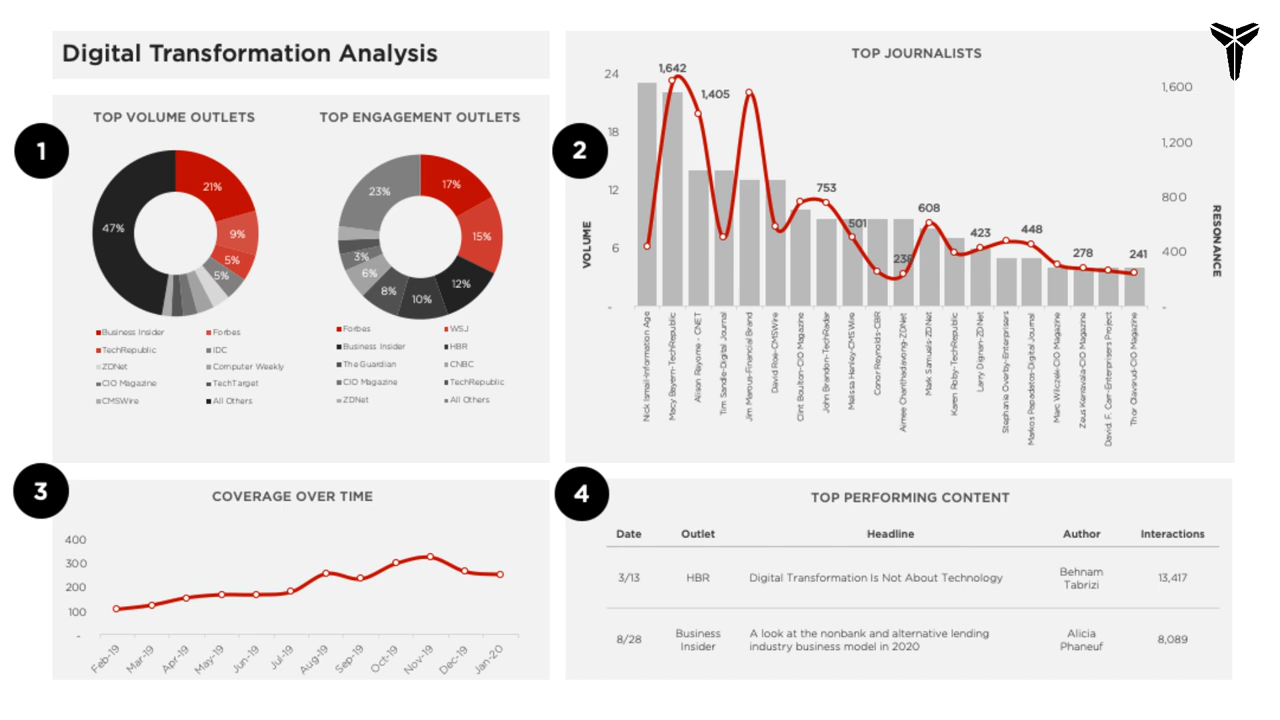 Digital Transformation Analysis
1
TOP VOLUME OUTLETS
21%
9%
5%
5%
47%
Business Insider
Forbes
TechRepublic
IDC
ZDNet
Computer Weekly
CIO Magazine
TechTarget
CMSWire
All Others
TOP ENGAGEMENT OUTLETS
17%
15%
12%
10%
8%
6%
3%
23%
Forbes
WSJ
Business Insider
HBR
The Guardian
CNBC
CIO Magazine
TechRepublic
ZDNet
All Others
2
TOP JOURNALISTS
VOLUME
24
18
12
6
-
1,642
1,405
753
501
238
608
423
448
278
241
1,600
1,200
800
400
-
RESONANCE
Nick Ismail-Information Age
Macy Bayern-TechRepublic
Alison Rayome - CNET
Tim Sandle-Digital Journal
Jim Marous-Financial Brand
David Roe-CMSWire
Clint Boulton-CIO Magazine
John Brandon-TechRadar
Melissa Henley-CMSWire
Conor Reynolds-CBR
Aimee Chanthadavong-ZDNet
Mark Samuels-ZDNet
Karen Roby-TechRepublic
Larry Dignan-ZDNet
Stephanie Overby-Enterprisers
Markos Papadatos-Digital Journal
Marc Wilczek-CIO Magazine
Zeus Kerravala-CIO Magazine
David. F. Carr-Enterprisers Project
Thor Olavsrud-CIO Magazine
3
COVERAGE OVER TIME
400
300
200
100
-
Feb-19
Mar-19
Apr-19
May-19
Jun-19
Jul-19
Aug-19
Sep-19
Oct-19
Nov-19
Dec-19
Jan-20
4
TOP PERFORMING CONTENT
Date Outlet Headline Author Interactions
3/13 HBR Digital Transformation Is Not About Technology Behnam Tabrizi 13,417
8/28 Business Insider A look at the nonbank and alternative lending
industry business model in 2020 Alicia Phaneuf 8,089